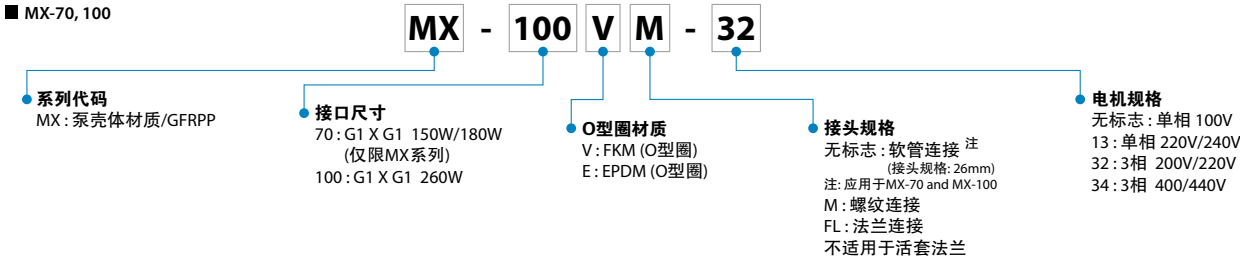 ■ MX-70, 100
MX - 100 V M - 32
系列代码
MX : 泵壳体材质/GFRPP
接口尺寸
70 : G1 X G1 150W/180W
(仅限MX系列)
100 : G1 X G1 260W
O型圈材质
V : FKM (O型圈)
E : EPDM (O型圈)
接头规格
无标志 : 软管连接 注
(接头规格: 26mm)
注: 应用于MX-70 and MX-100
M : 螺纹连接
FL : 法兰连接
不适用于活套法兰
电机规格
无标志 : 单相 100V
13 : 单相 220V/240V
32 : 3相 200V/220V
34 : 3相 400/440V